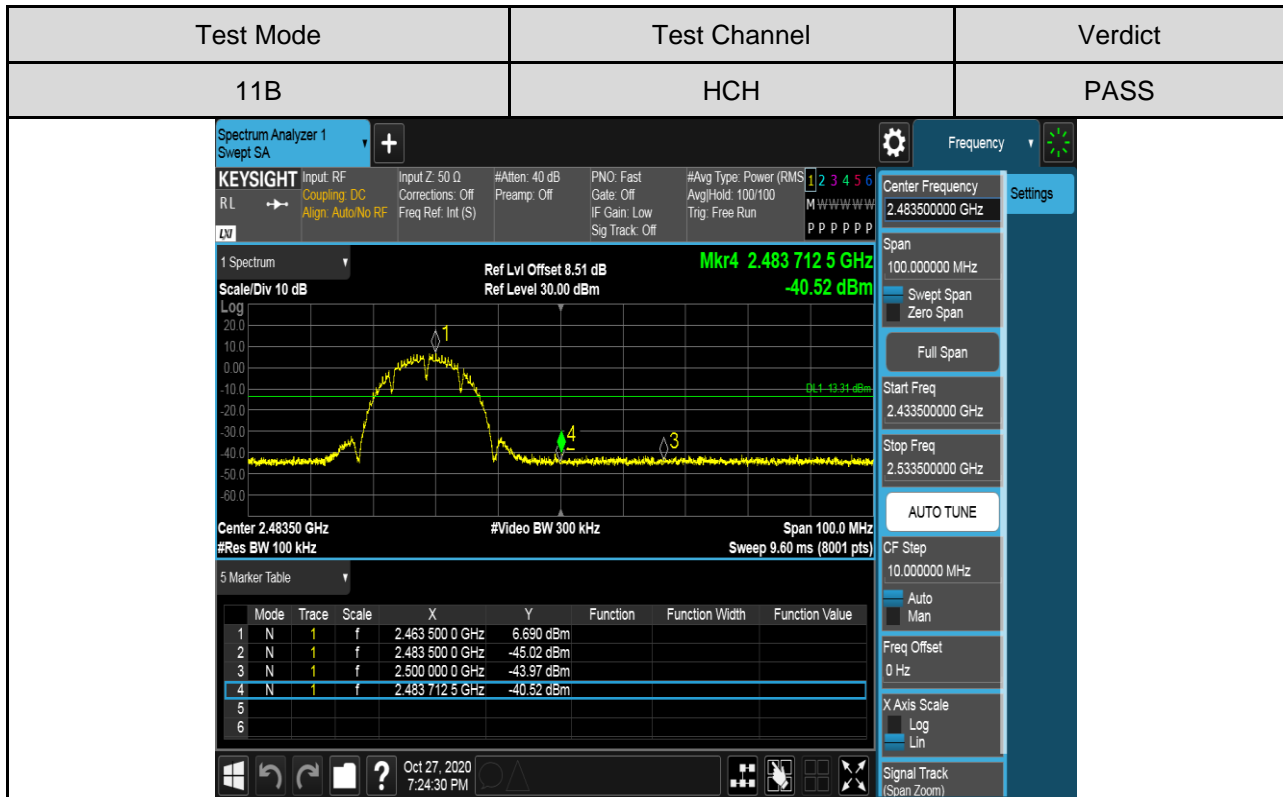 Test Mode Test Channel Verdict
11B HCH PASS
Spectrum Analyzer 1
Swept SA
+
Frequency
KEYSIGHT
RL
LXI
Input: RF
Coupling: DC
Align: Auto/No RF
Input Z: 50 Ω
Corrections: Off
Freq Ref: Int (S)
#Atten: 40 dB
Preamp: Off
PNO: Fast
Gate: Off
IF Gain: Low
Sig Track: Off
#Avg Type: Power (RMS
Avg|Hold: 100/100
Trig: Free Run
1 2 3 4 5 6
M W W W W W
P P P P P P
1 Spectrum
Scale/Div 10 dB
Ref Lvl Offset 8.51 dB
Ref Level 30.00 dBm
Mkr4 2.483 712 5 GHz
-40.52 dBm
Log
20.0
10.0
0.00
-10.0
-20.0
-30.0
-40.0
-50.0
-60.0
1
DL1 -13.31 dBm
4
3
Center 2.48350 GHz #Video BW 300 kHz Span 100.0 MHz
#Res BW 100 kHz Sweep 9.60 ms (8001 pts)
5 Marker Table
Mode Trace Scale X Y Function Function Width Function Value
1 N 1 f 2.463 500 0 GHz 6.690 dBm
2 N 1 f 2.483 500 0 GHz -45.02 dBm
3 N 1 f 2.500 000 0 GHz -43.97 dBm
4 N 1 f 2.483 712 5 GHz -40.52 dBm
5
6
?
Oct 27, 2020
7:24:30 PM
Center Frequency
2.483500000 GHz
Settings
Span
100.000000 MHz
Swept Span
Zero Span
Full Span
Start Freq
2.433500000 GHz
Stop Freq
2.533500000 GHz
AUTO TUNE
CF Step
10.000000 MHz
Auto
Man
Freq Offset
0 Hz
X Axis Scale
Log
Lin
Signal Track
(Span Zoom)